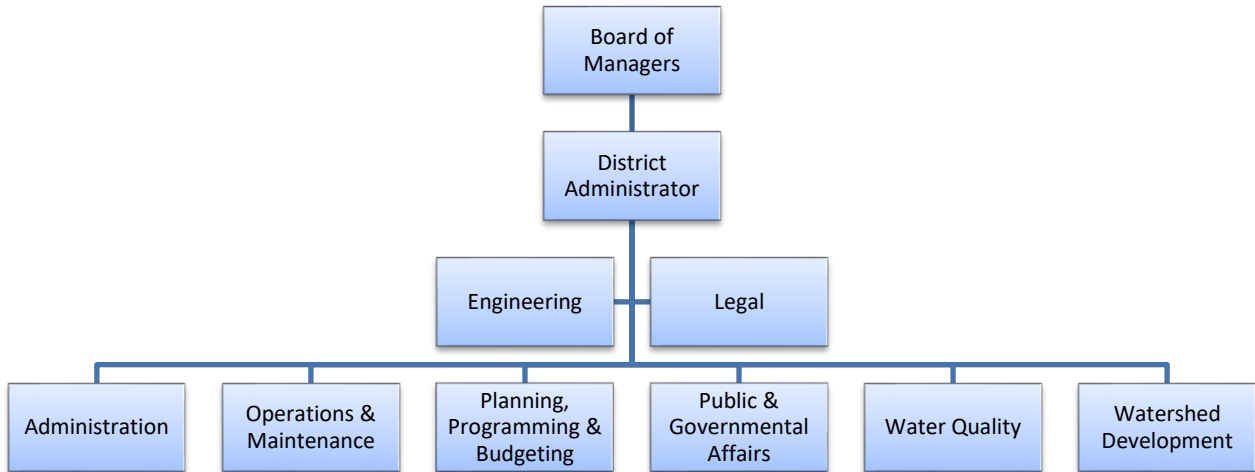 Board of
Managers
District
Administrator
Engineering
Legal
Administration
Operations &
Maintenance
Planning,
Programming &
Budgeting
Public &
Governmental
Affairs
Water Quality
Watershed
Development